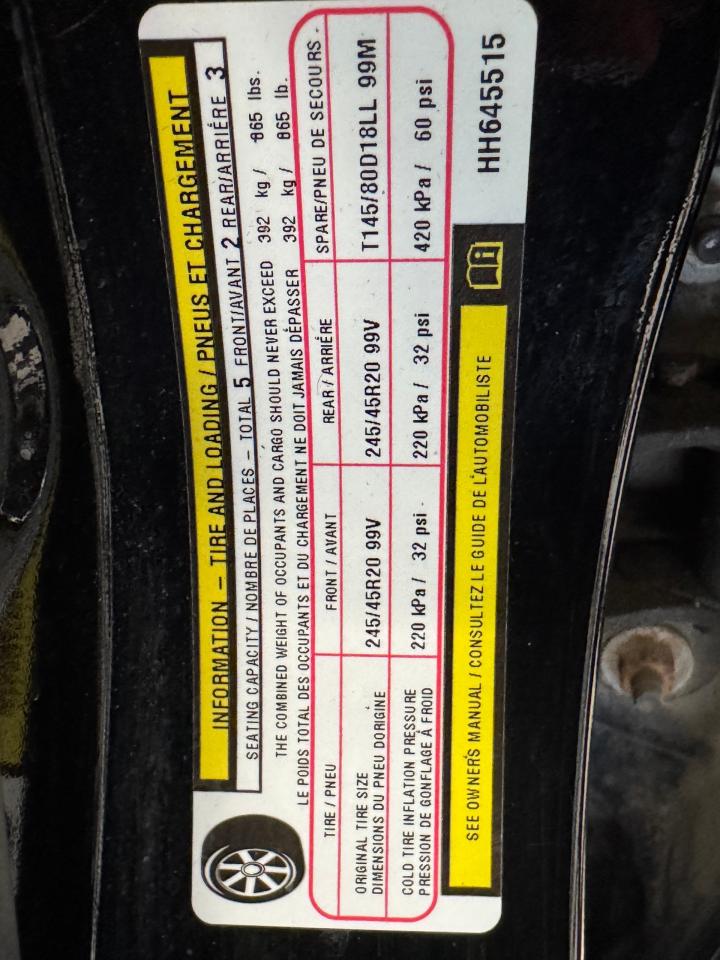 INFORMATION – TIRE AND LOADING / PNEUS ET CHARGEMENT
SEATING CAPACITY / NOMBRE DE PLACES – TOTAL 5 FRONT/AVANT 2 REAR/ARRIÉRE 3
THE COMBINED WEIGHT OF OCCUPANTS AND CARGO SHOULD NEVER EXCEED 392 kg / 865 lbs.
LE POIDS TOTAL DES OCCUPANTS ET DU CHARGEMENT NE DOIT JAMAIS DÉPASSER 392 kg / 865 lb.
TIRE / PNEU FRONT / AVANT REAR / ARRIÉRE SPARE/PNEU DE SECOURS
ORIGINAL TIRE SIZE
DIMENSIONS DU PNEU DORIGINE 245/45R20 99V 245/45R20 99V T145/80D18LL 99M
COLD TIRE INFLATION PRESSURE
PRESSION DE GONFLAGE À FROID 220 kPa / 32 psi 220 kPa / 32 psi 420 kPa / 60 psi
SEE OWNER'S MANUAL / CONSULTEZ LE GUIDE DE L'AUTOMOBILISTE
HH645515